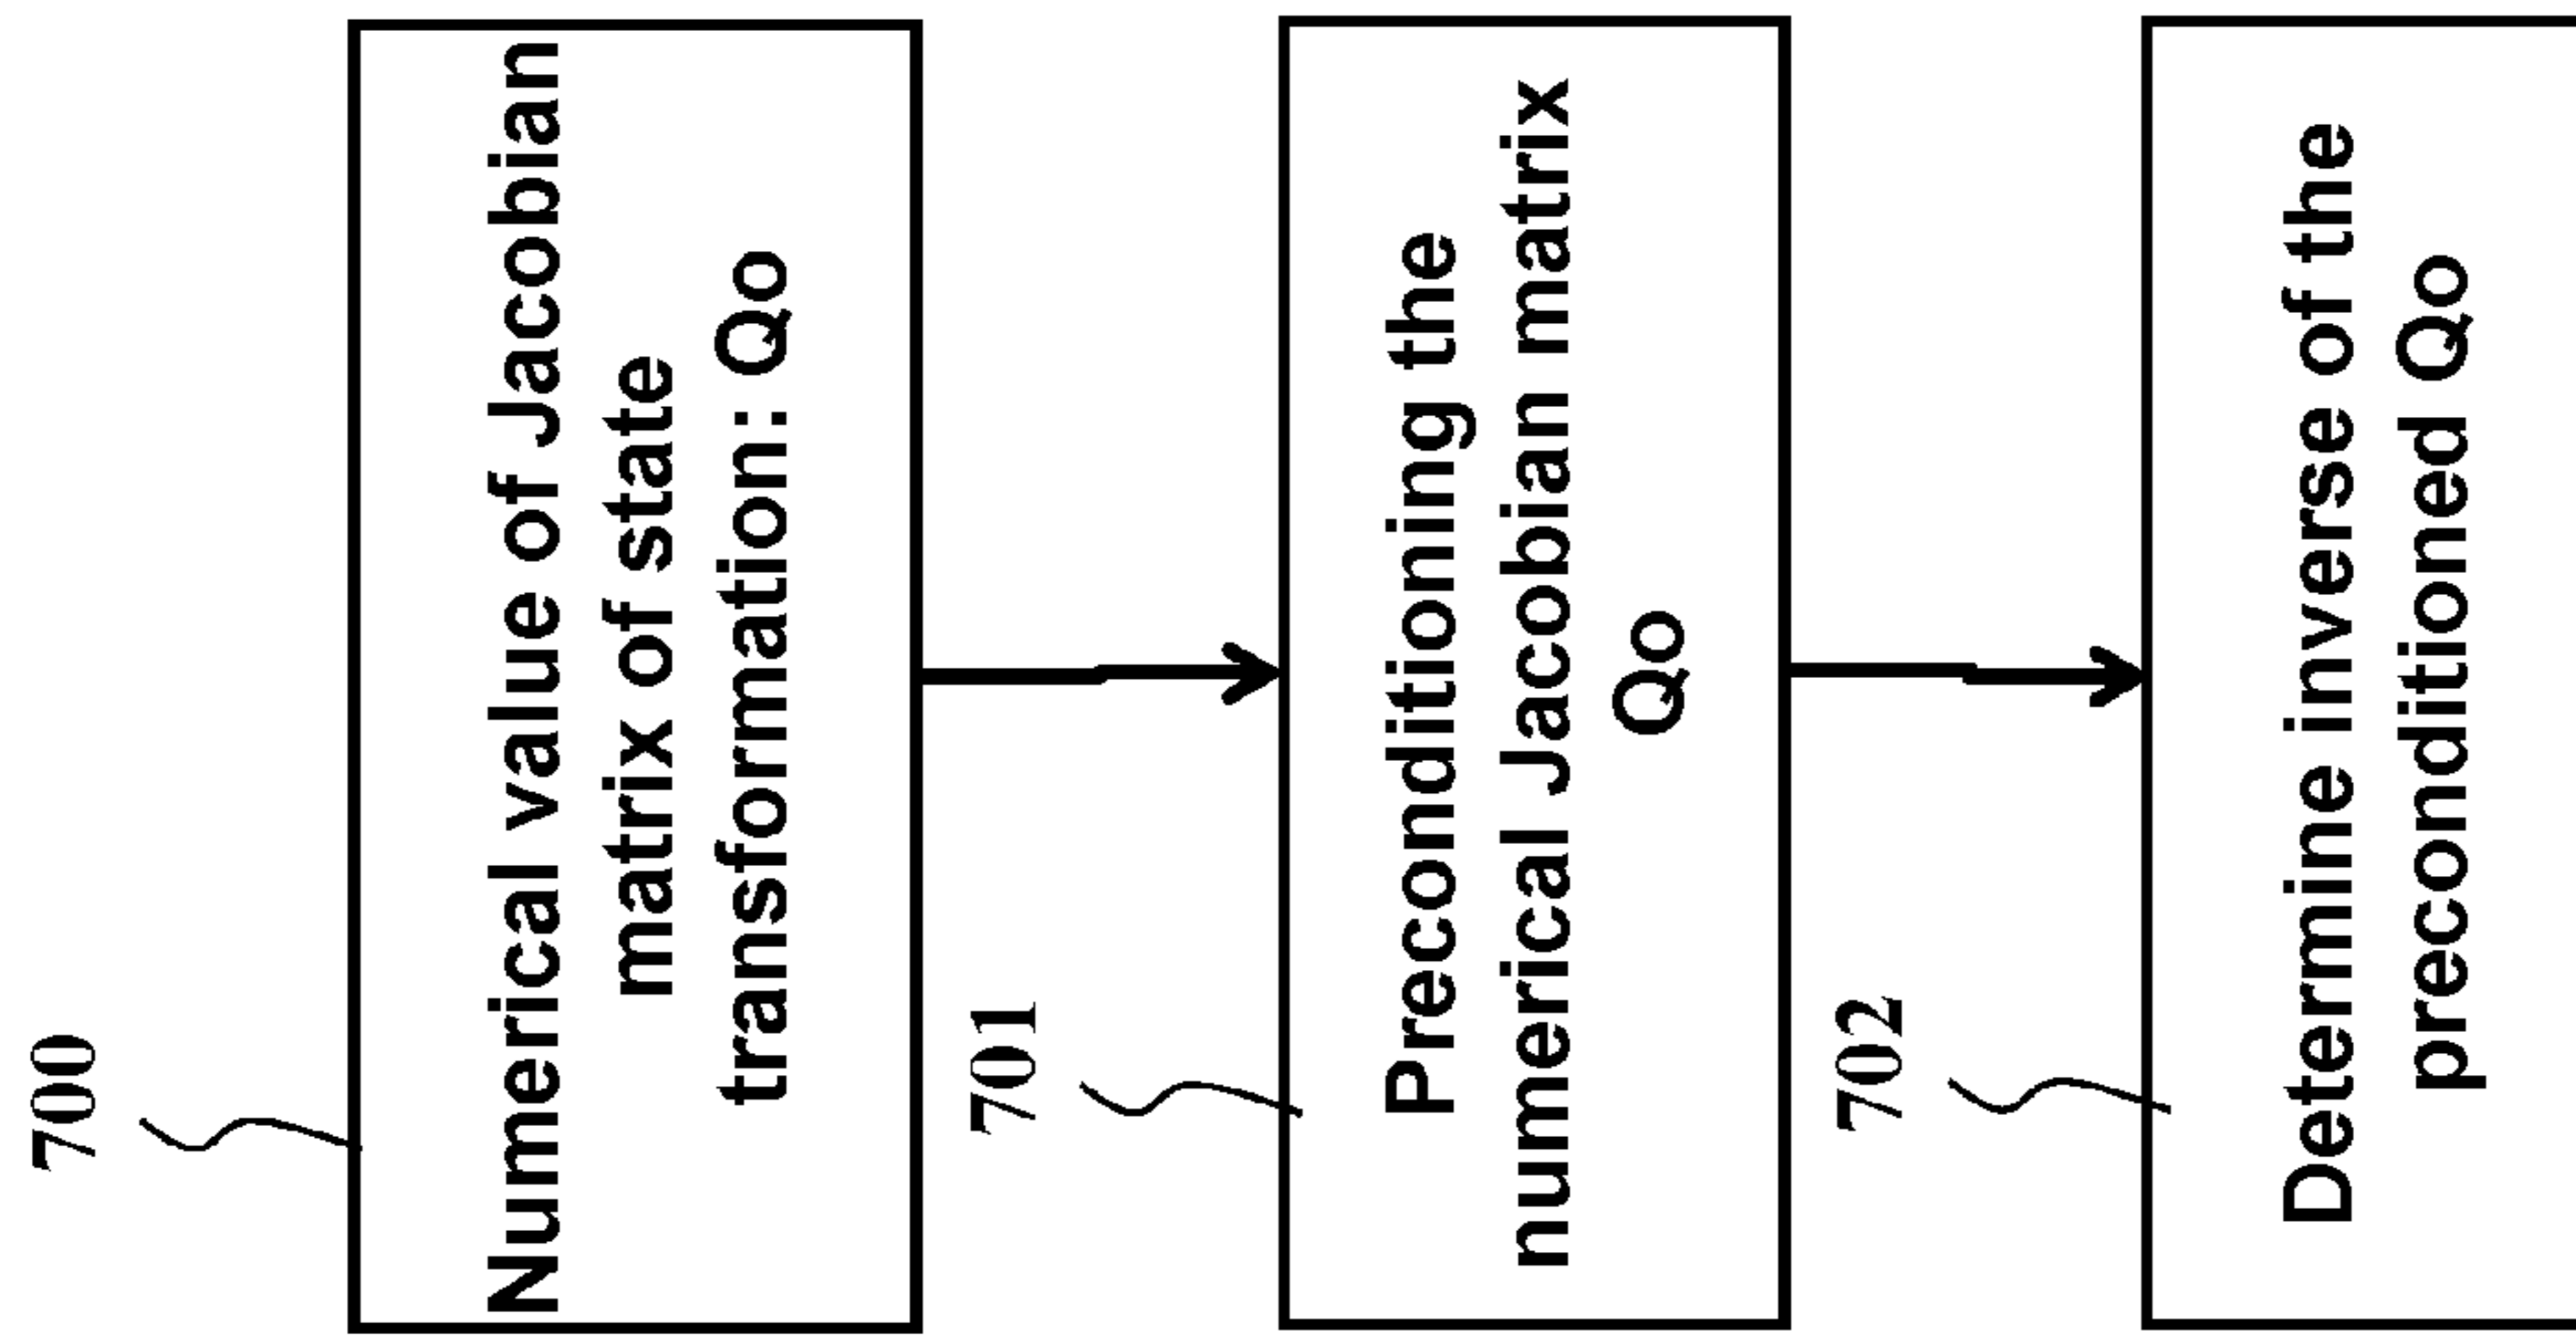 700
Numerical value of Jacobian
matrix of state
transformation: Qo
701
Preconditioning the
numerical Jacobian matrix
Qo
702
Determine inverse of the
preconditioned Qo